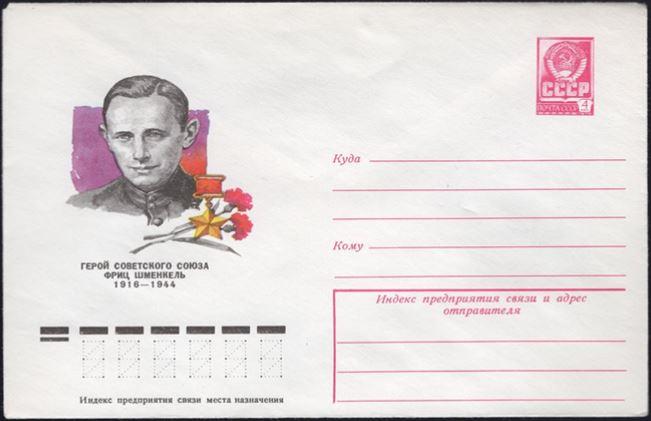 СССР
ПОЧТА СССР 4
Куда
Кому
ГЕРОЙ СОВЕТСКОГО СОЮЗА
ФРИЦ ШМЕНКЕЛЬ
1916—1944
Индекс предприятия связи и адрес
отправителя
Индекс предприятия связи места назначения